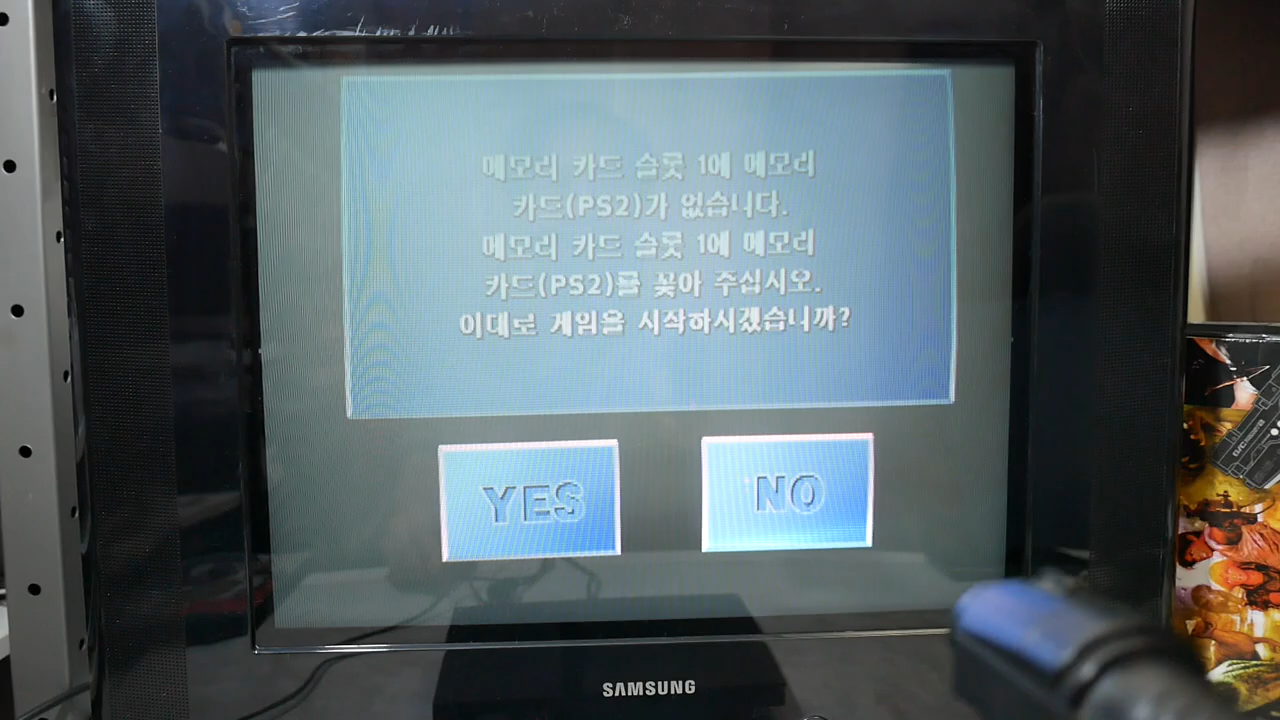 메모리 카드 슬롯 1에 메모리
카드(PS2)가 없습니다.
메모리 카드 슬롯 1에 메모리
카드(PS2)를 꽂아 주십시오.
이대로 게임을 시작하시겠습니까?
YES
NO
SAMSUNG